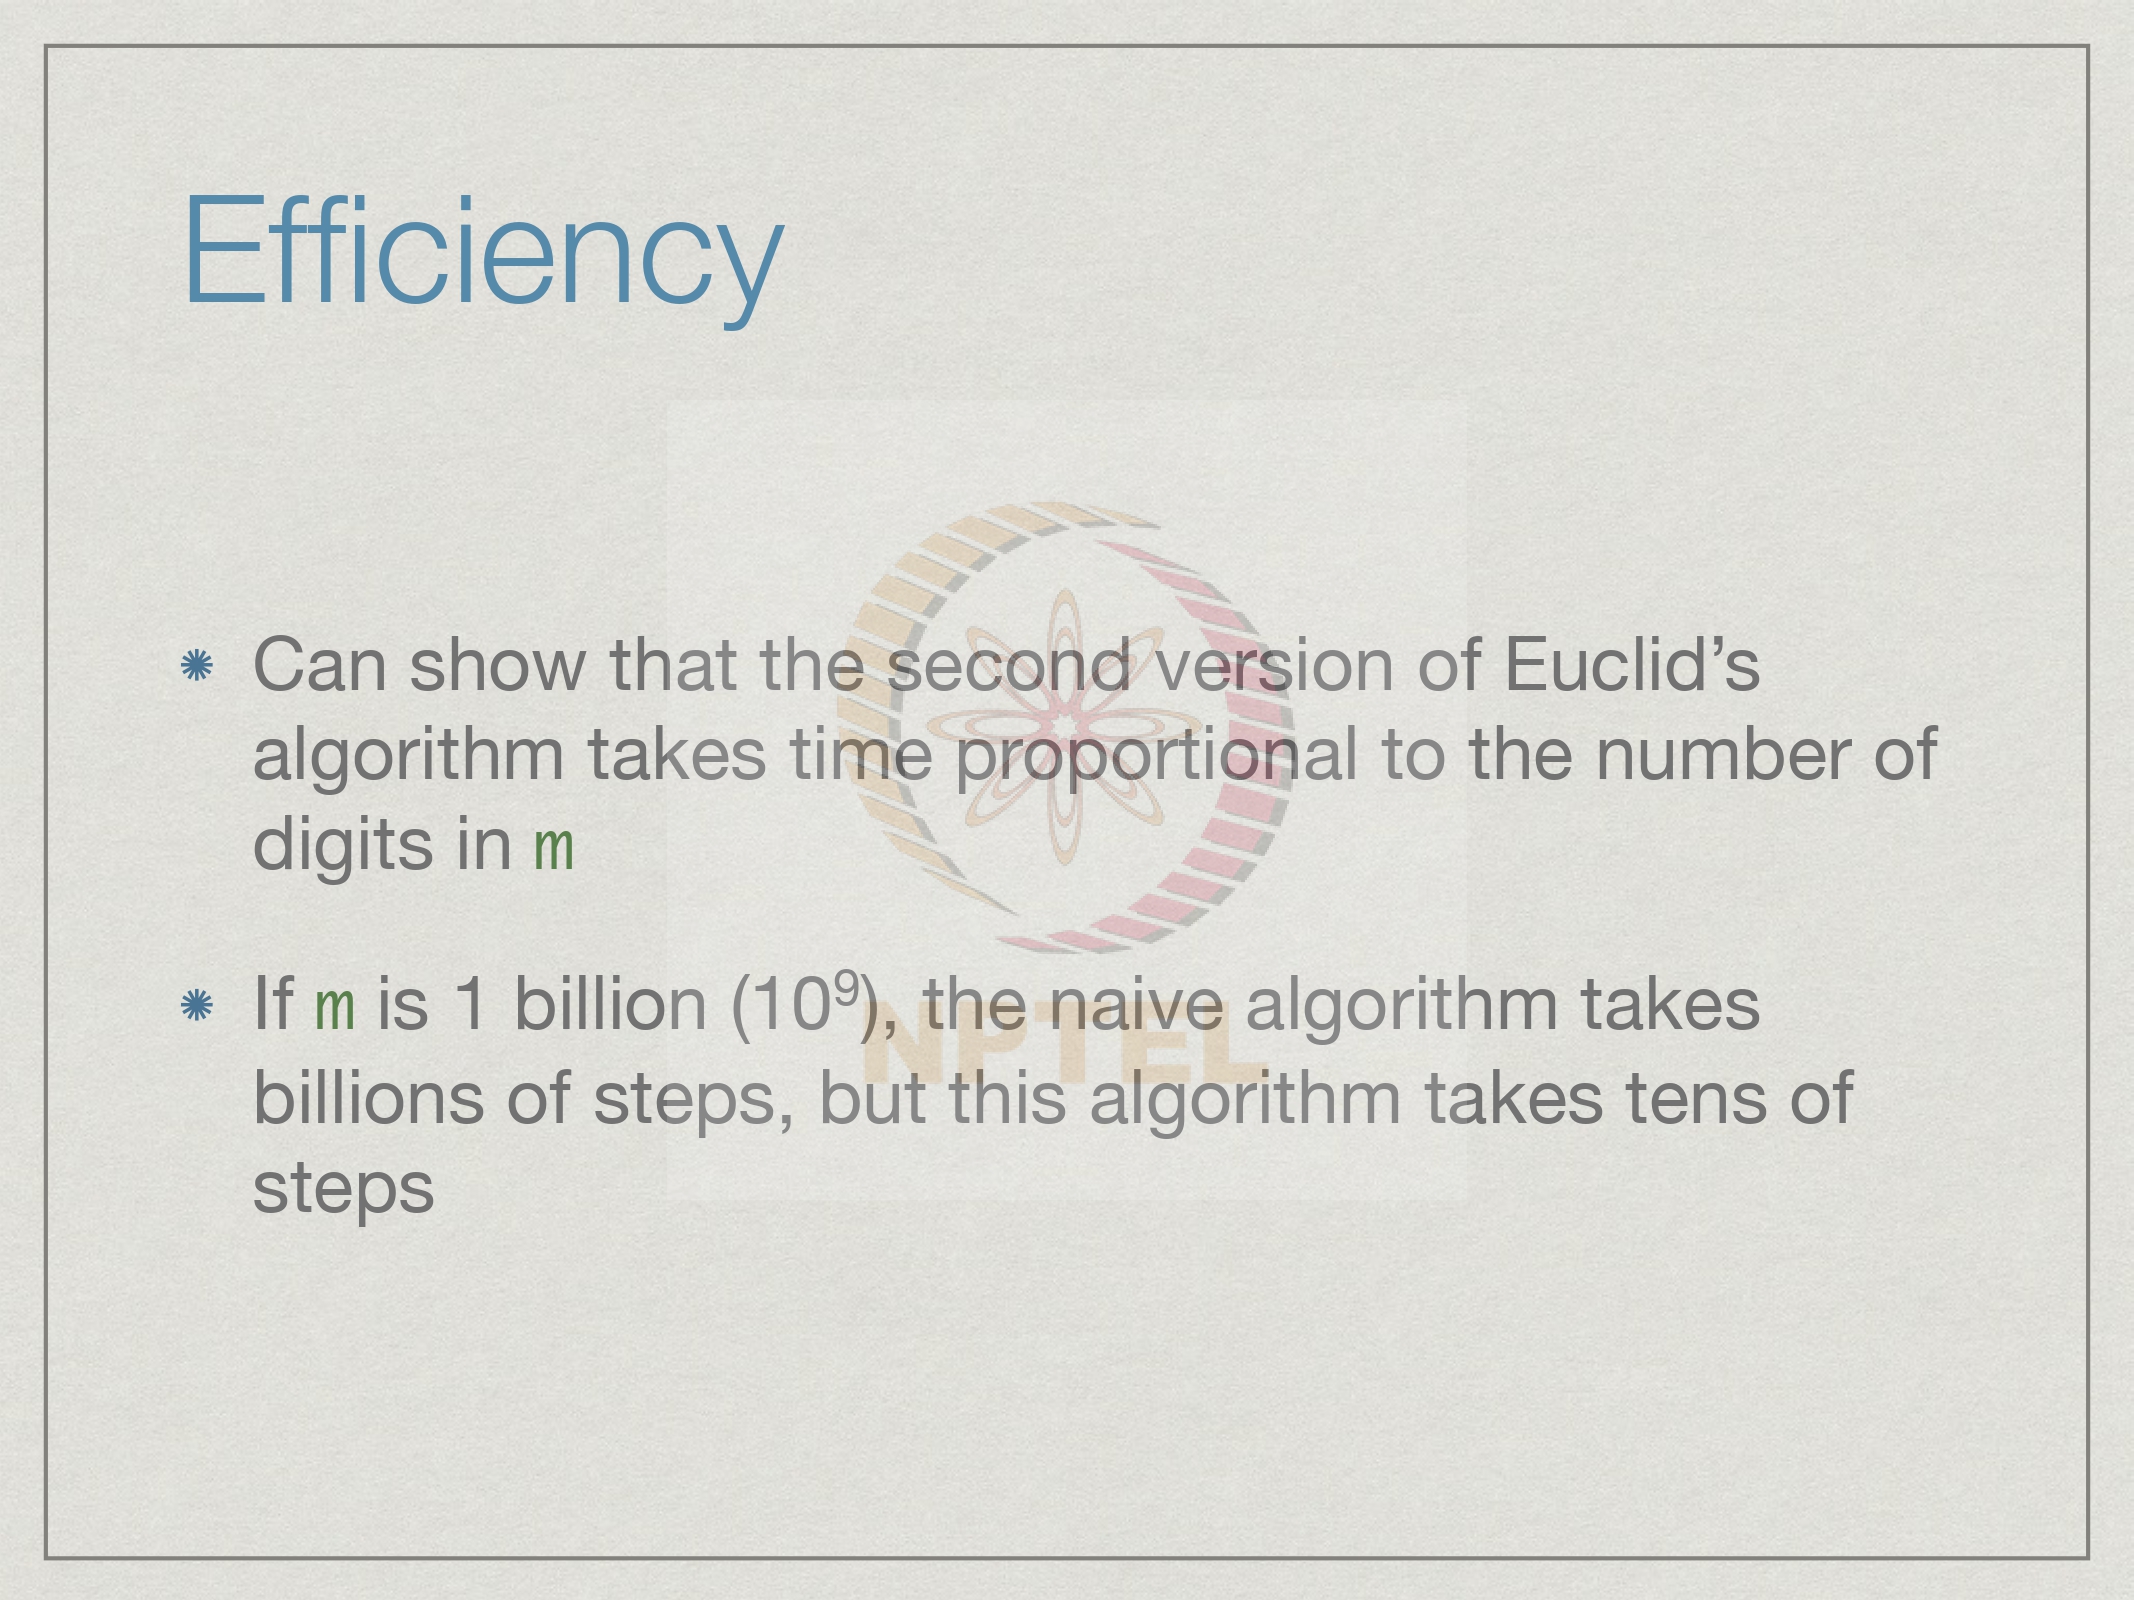 Efficiency
Can show that the second version of Euclid’s
algorithm takes time proportional to the number of
digits in m
If m is 1 billion (10⁹), the naive algorithm takes
NPTEL
billions of steps, but this algorithm takes tens of
steps